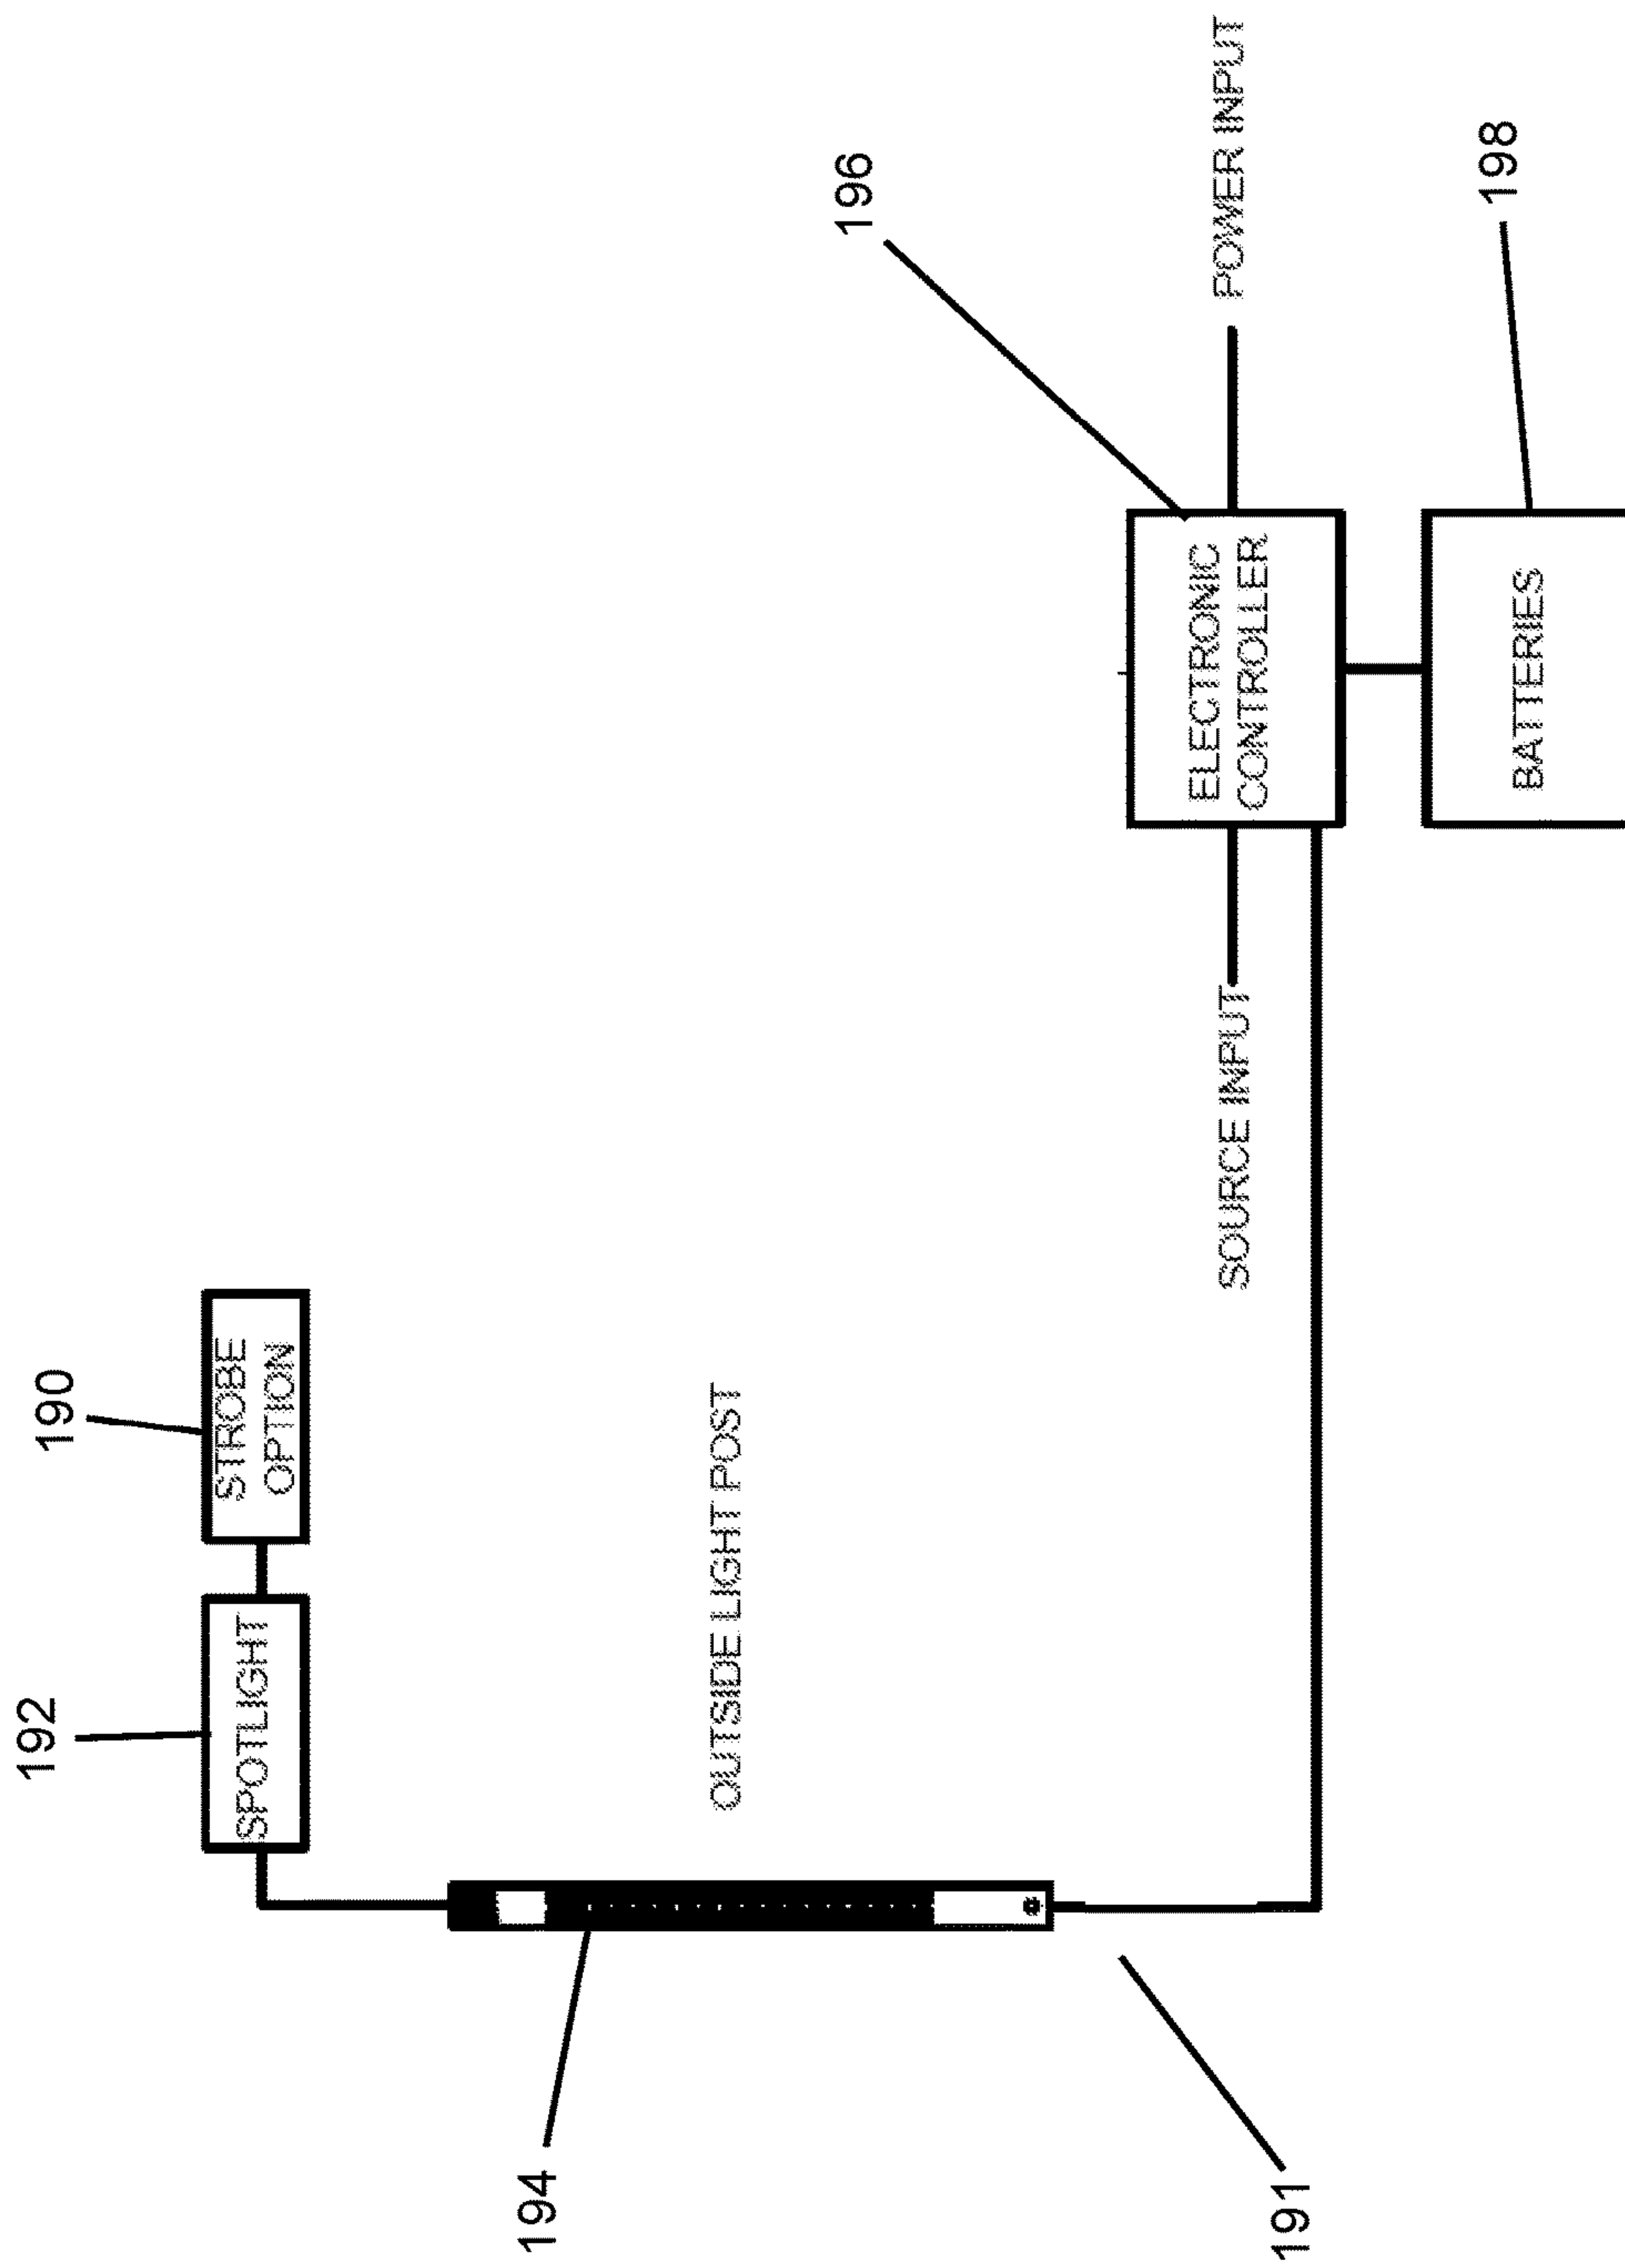 192
190
SPOTLIGHT
STROBE
OPTION
194
OUTSIDE LIGHT POST
196
191
SOURCE INPUT
ELECTRONIC
CONTROLLER
POWER INPUT
BATTERIES
198